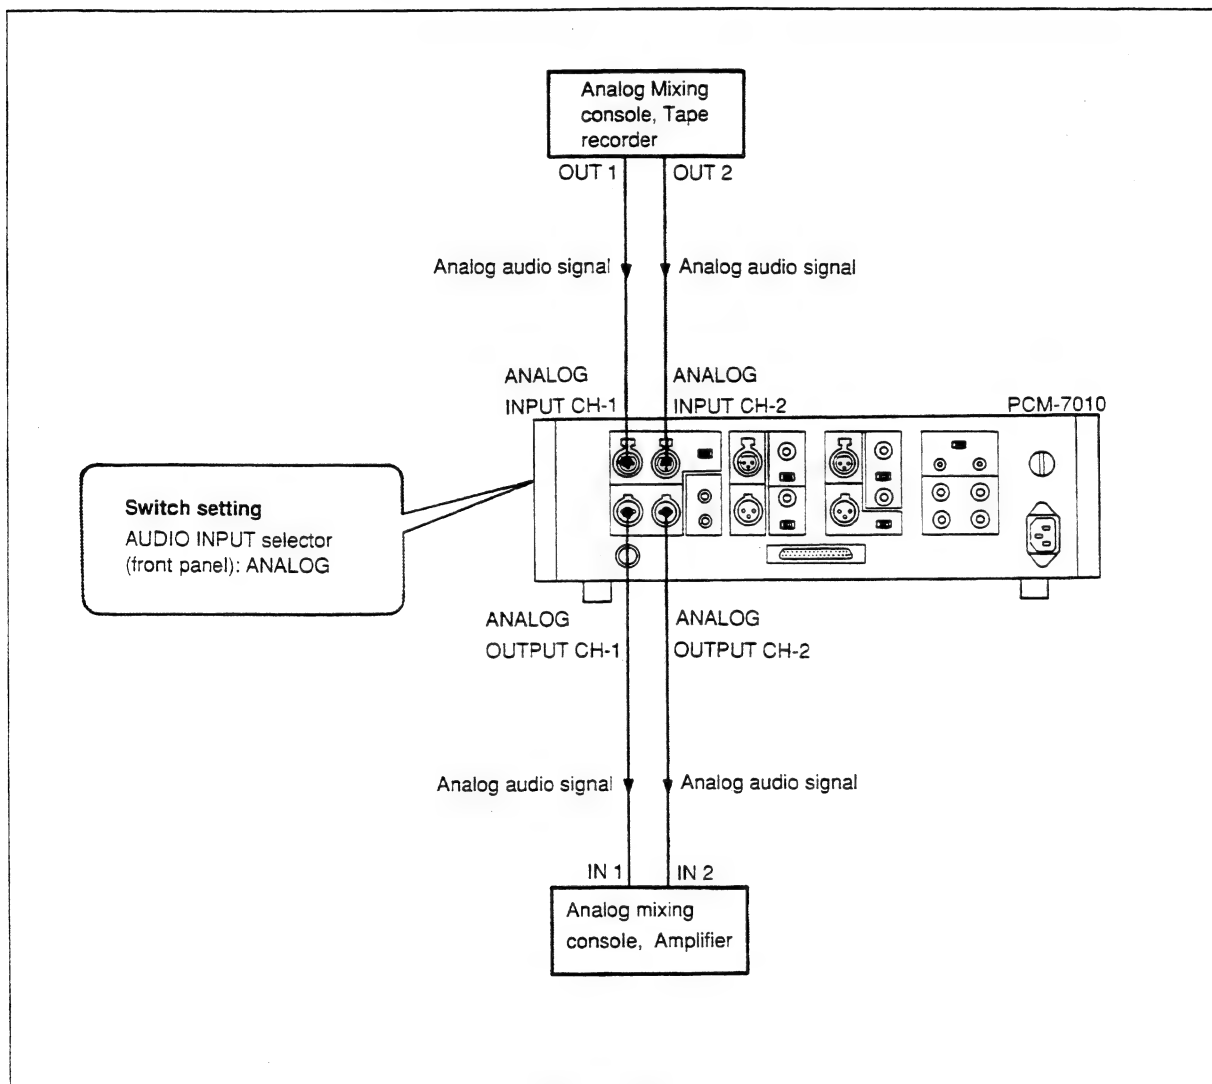 Analog Mixing
console, Tape
recorder
OUT 1
OUT 2
Analog audio signal
Analog audio signal
ANALOG
INPUT CH-1
ANALOG
INPUT CH-2
PCM-7010
Switch setting
AUDIO INPUT selector
(front panel): ANALOG
ANALOG
OUTPUT CH-1
ANALOG
OUTPUT CH-2
Analog audio signal
Analog audio signal
IN 1
IN 2
Analog mixing
console, Amplifier